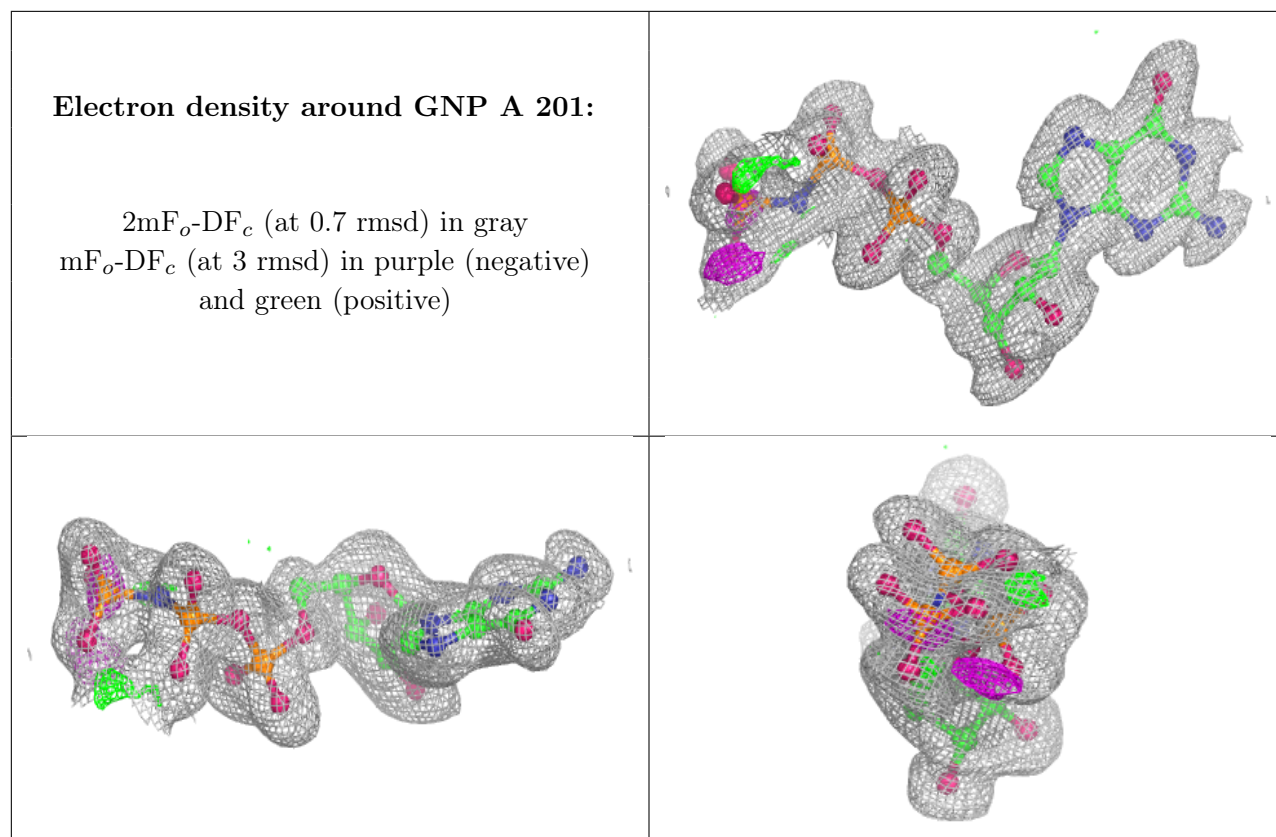 Electron density around GNP A 201:
2mFₒ-DF𝒸 (at 0.7 rmsd) in gray
mFₒ-DF𝒸 (at 3 rmsd) in purple (negative)
and green (positive)